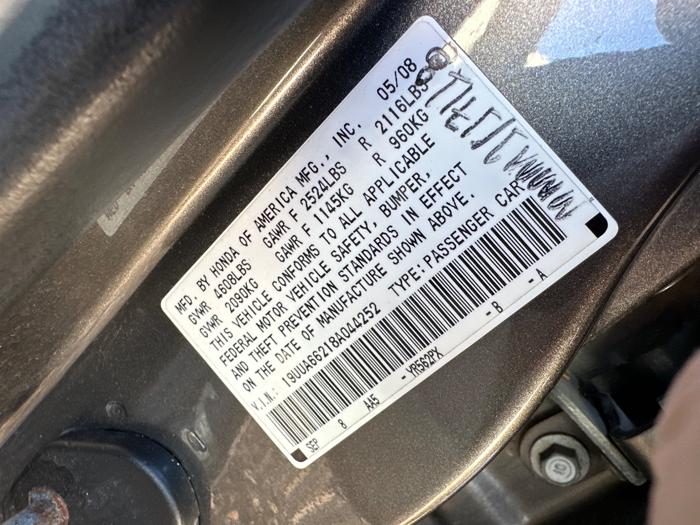 MFD. BY HONDA OF AMERICA MFG., INC. 05/08
GVWR 4608LBS GAWR F 2524LBS R 2116LBS
GVWR 2090KG GAWR F 1145KG R 960KG
THIS VEHICLE CONFORMS TO ALL APPLICABLE
FEDERAL MOTOR VEHICLE SAFETY, BUMPER,
AND THEFT PREVENTION STANDARDS IN EFFECT
ON THE DATE OF MANUFACTURE SHOWN ABOVE.
V.I.N.: 19UUA66218A044252 TYPE:PASSENGER CAR
SEP 8 AA5 - YR562PX - B - A
10